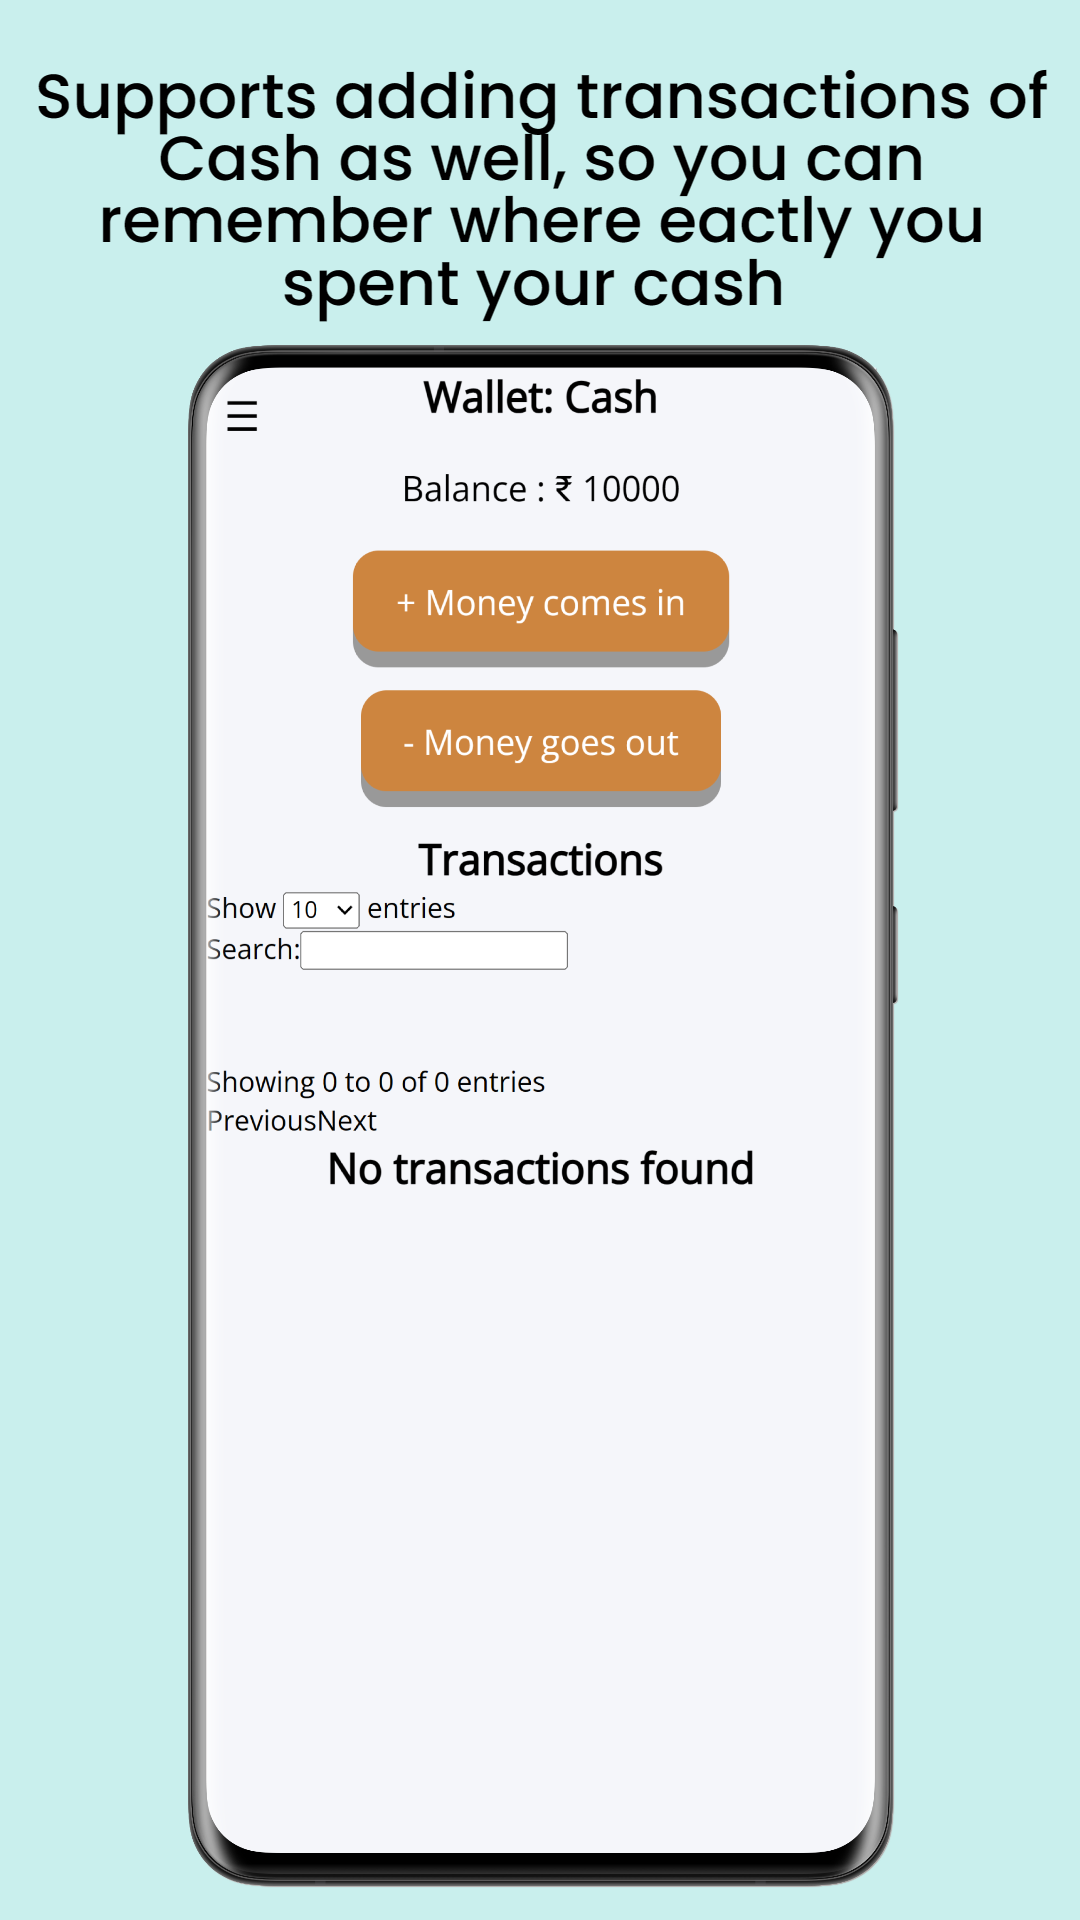 Supports adding transactions of
Cash as well, so you can
remember where eactly you
spent your cash
☰
Wallet: Cash
Balance : ₹ 10000
+ Money comes in
- Money goes out
Transactions
Show 10 entries
Search:
Showing 0 to 0 of 0 entries
PreviousNext
No transactions found